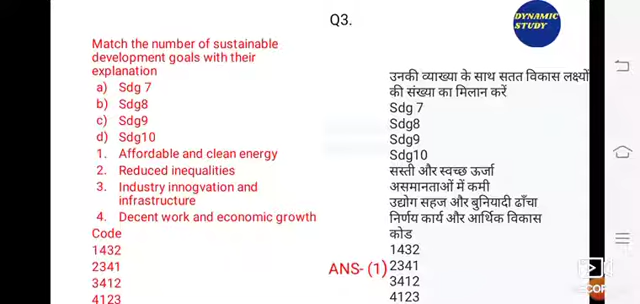 Q3.
DYNAMIC
STUDY
Match the number of sustainable
development goals with their
explanation
a) Sdg 7
b) Sdg8
c) Sdg9
d) Sdg10
1. Affordable and clean energy
2. Reduced inequalities
3. Industry innogvation and
infrastructure
4. Decent work and economic growth
Code
1432
2341
3412
4123
उनकी व्याख्या के साथ सतत विकास लक्ष्यों
की संख्या का मिलान करें
Sdg 7
Sdg8
Sdg9
Sdg10
सस्ती और स्वच्छ ऊर्जा
असमानताओं में कमी
उद्योग सहज और बुनियादी ढाँचा
निर्णय कार्य और आर्थिक विकास
कोड
1432
ANS- (1) 2341
3412
4123